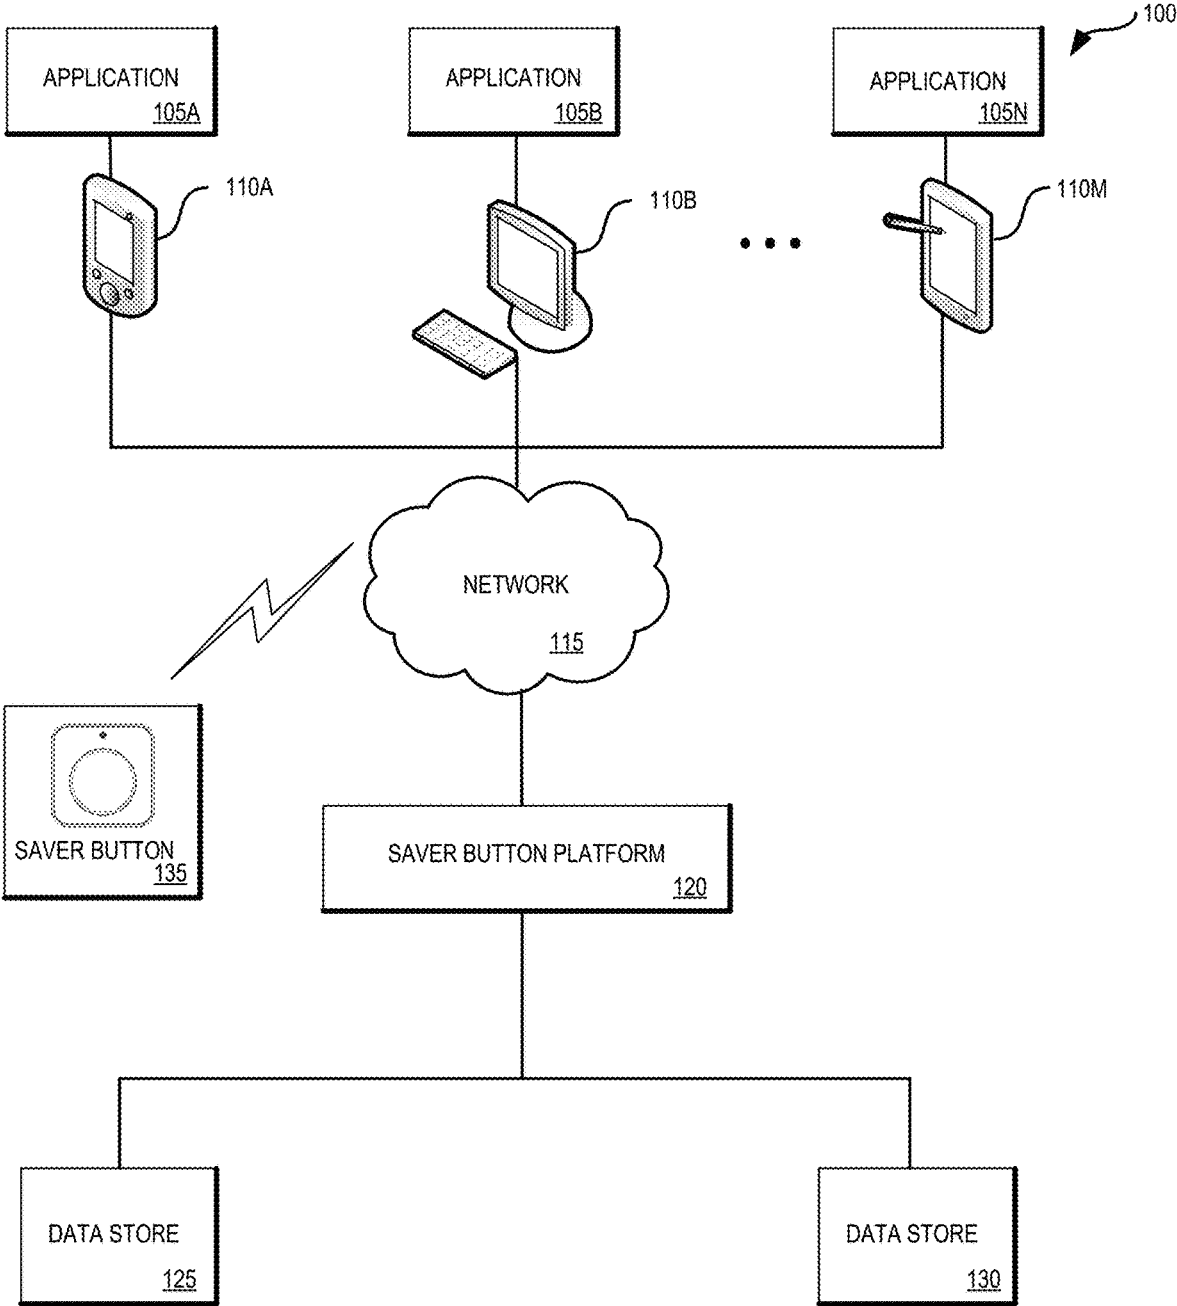 100
APPLICATION
105A
APPLICATION
105B
APPLICATION
105N
110A
110B
110M
NETWORK
115
SAVER BUTTON
135
SAVER BUTTON PLATFORM
120
DATA STORE
125
DATA STORE
130